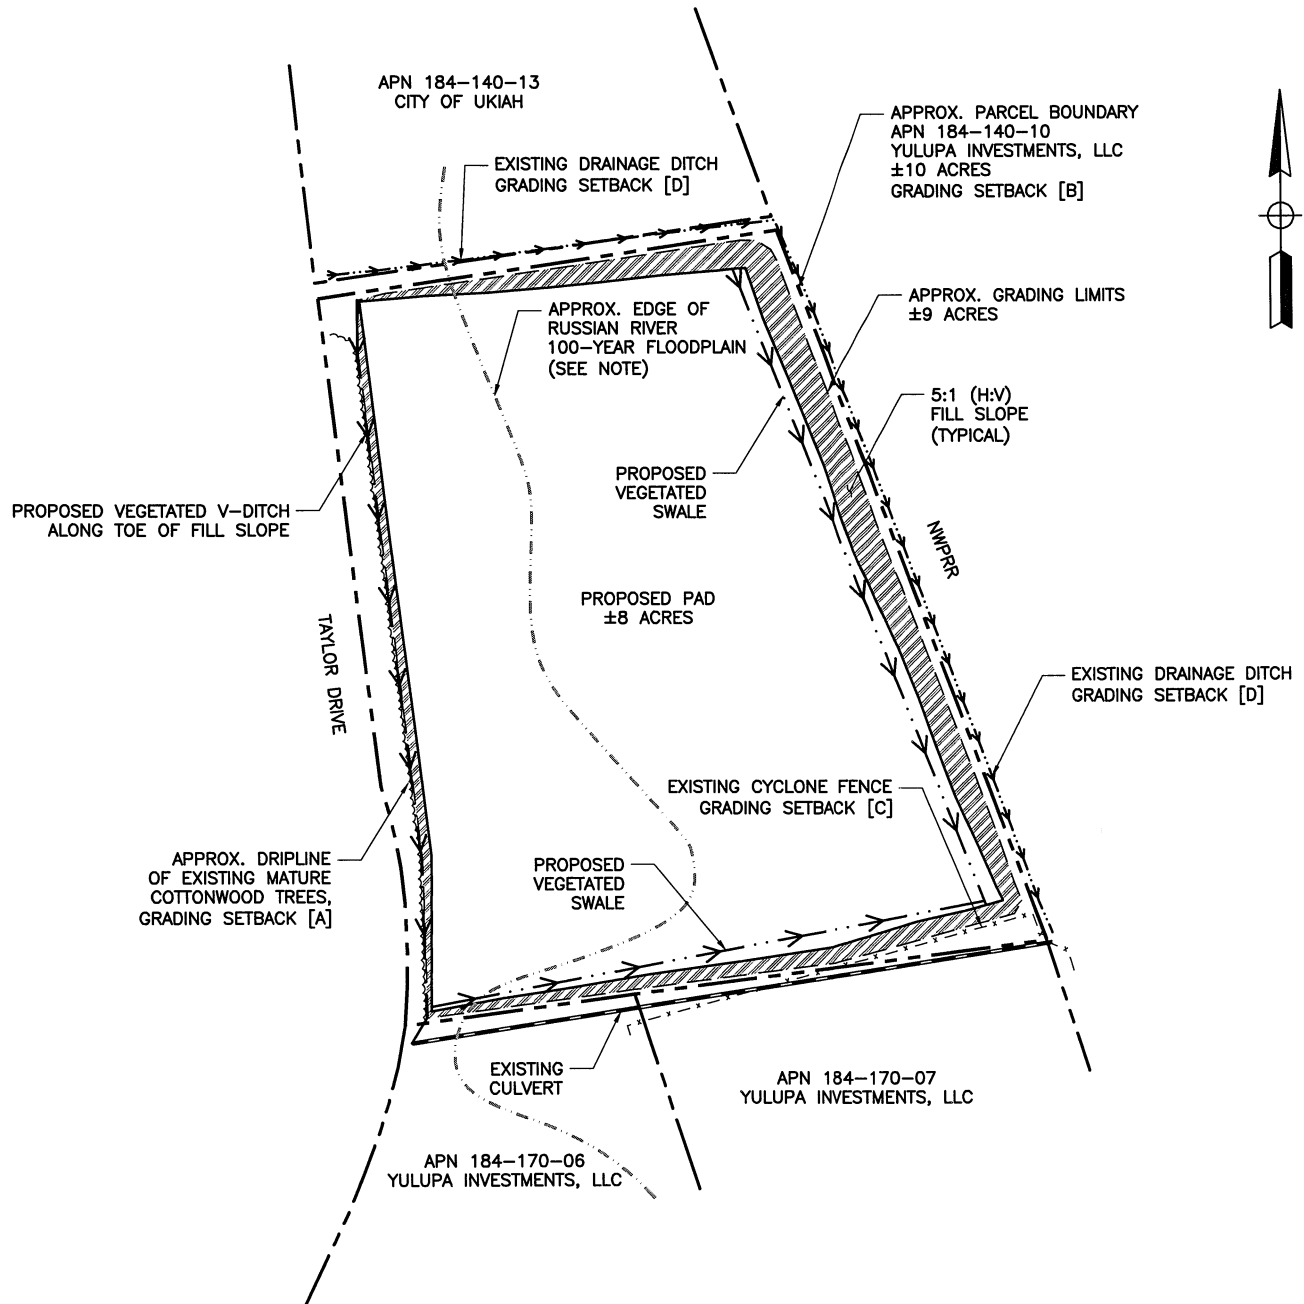 APN 184-140-13
CITY OF UKIAH
APPROX. PARCEL BOUNDARY
APN 184-140-10
YULUPA INVESTMENTS, LLC
±10 ACRES
GRADING SETBACK [B]
EXISTING DRAINAGE DITCH
GRADING SETBACK [D]
APPROX. GRADING LIMITS
±9 ACRES
APPROX. EDGE OF
RUSSIAN RIVER
100-YEAR FLOODPLAIN
(SEE NOTE)
5:1 (H:V)
FILL SLOPE
(TYPICAL)
PROPOSED
VEGETATED
SWALE
PROPOSED VEGETATED V-DITCH
ALONG TOE OF FILL SLOPE
NWPRR
PROPOSED PAD
±8 ACRES
TAYLOR DRIVE
EXISTING DRAINAGE DITCH
GRADING SETBACK [D]
EXISTING CYCLONE FENCE
GRADING SETBACK [C]
APPROX. DRIPLINE
OF EXISTING MATURE
COTTONWOOD TREES,
GRADING SETBACK [A]
PROPOSED
VEGETATED
SWALE
EXISTING
CULVERT
APN 184-170-07
YULUPA INVESTMENTS, LLC
APN 184-170-06
YULUPA INVESTMENTS, LLC